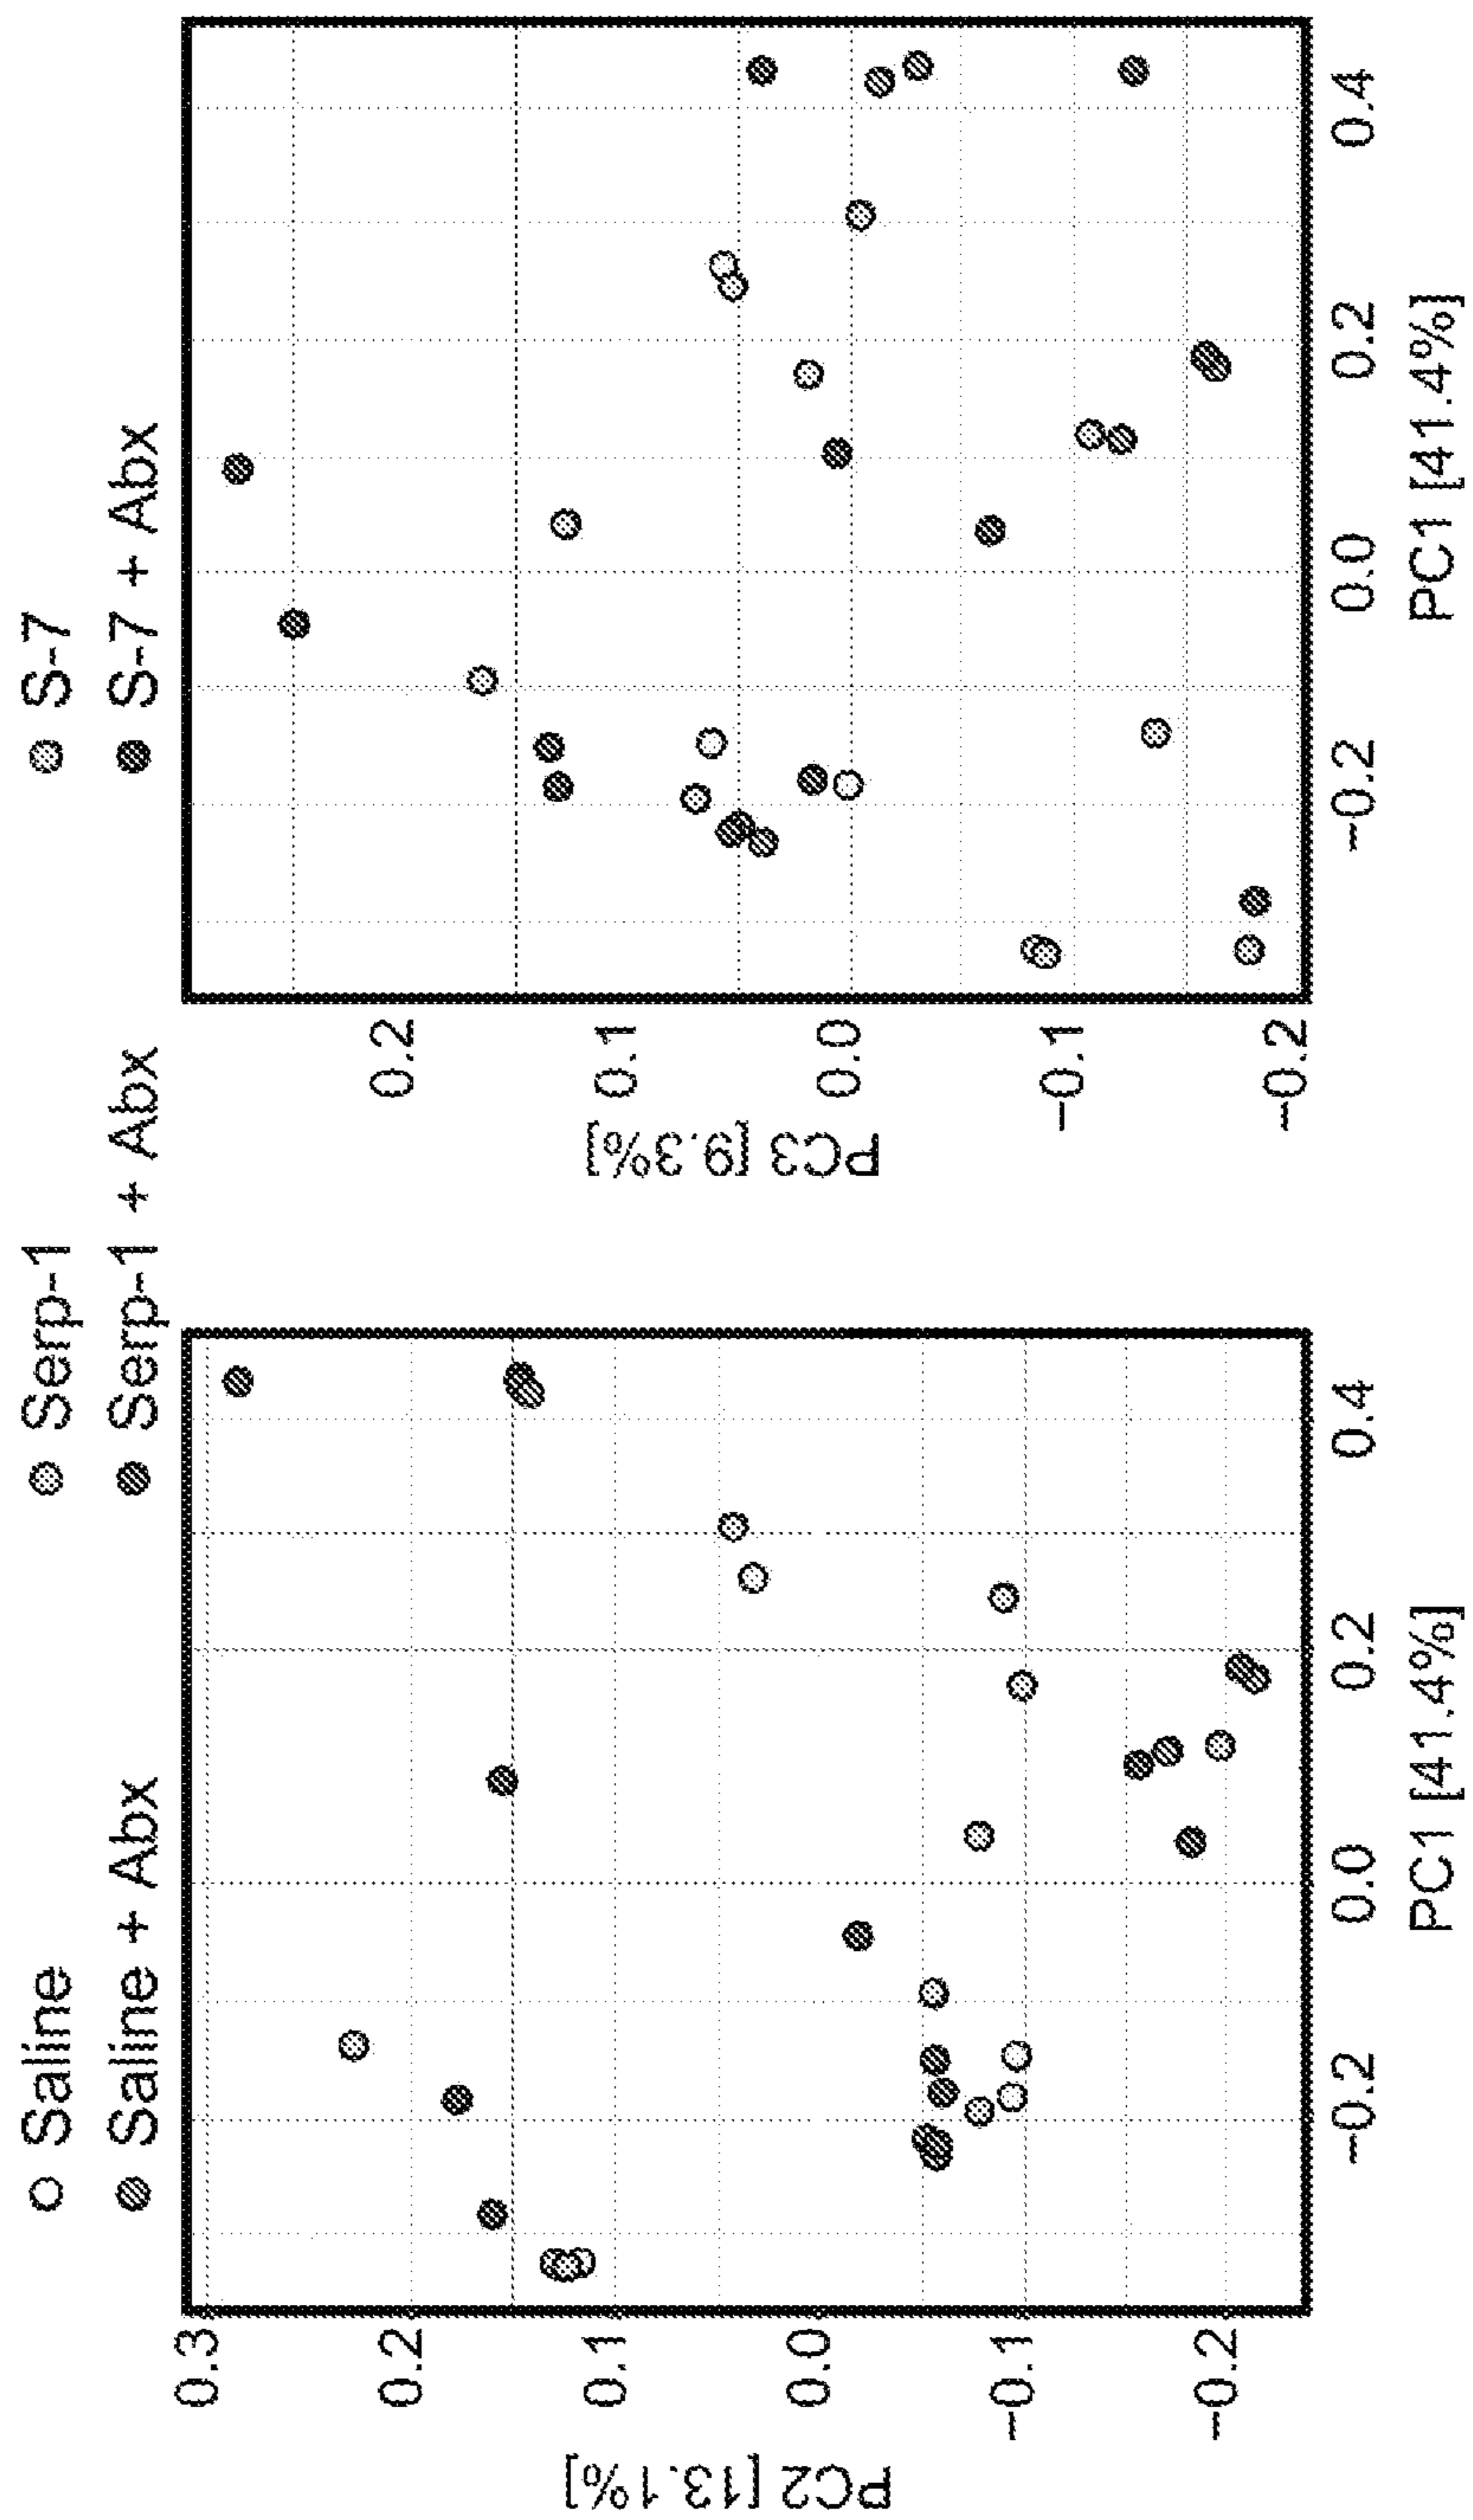 Saline
Serp-1
S-7
Saline + Abx
Serp-1 + Abx
S-7 + Abx
PC2 [13.1%]
0.3
0.2
0.1
0.0
−0.1
−0.2
−0.2
0.0
0.2
0.4
PC1 [41.4%]
PC3 [9.3%]
0.2
0.1
0.0
−0.1
−0.2
−0.2
0.0
0.2
0.4
PC1 [41.4%]